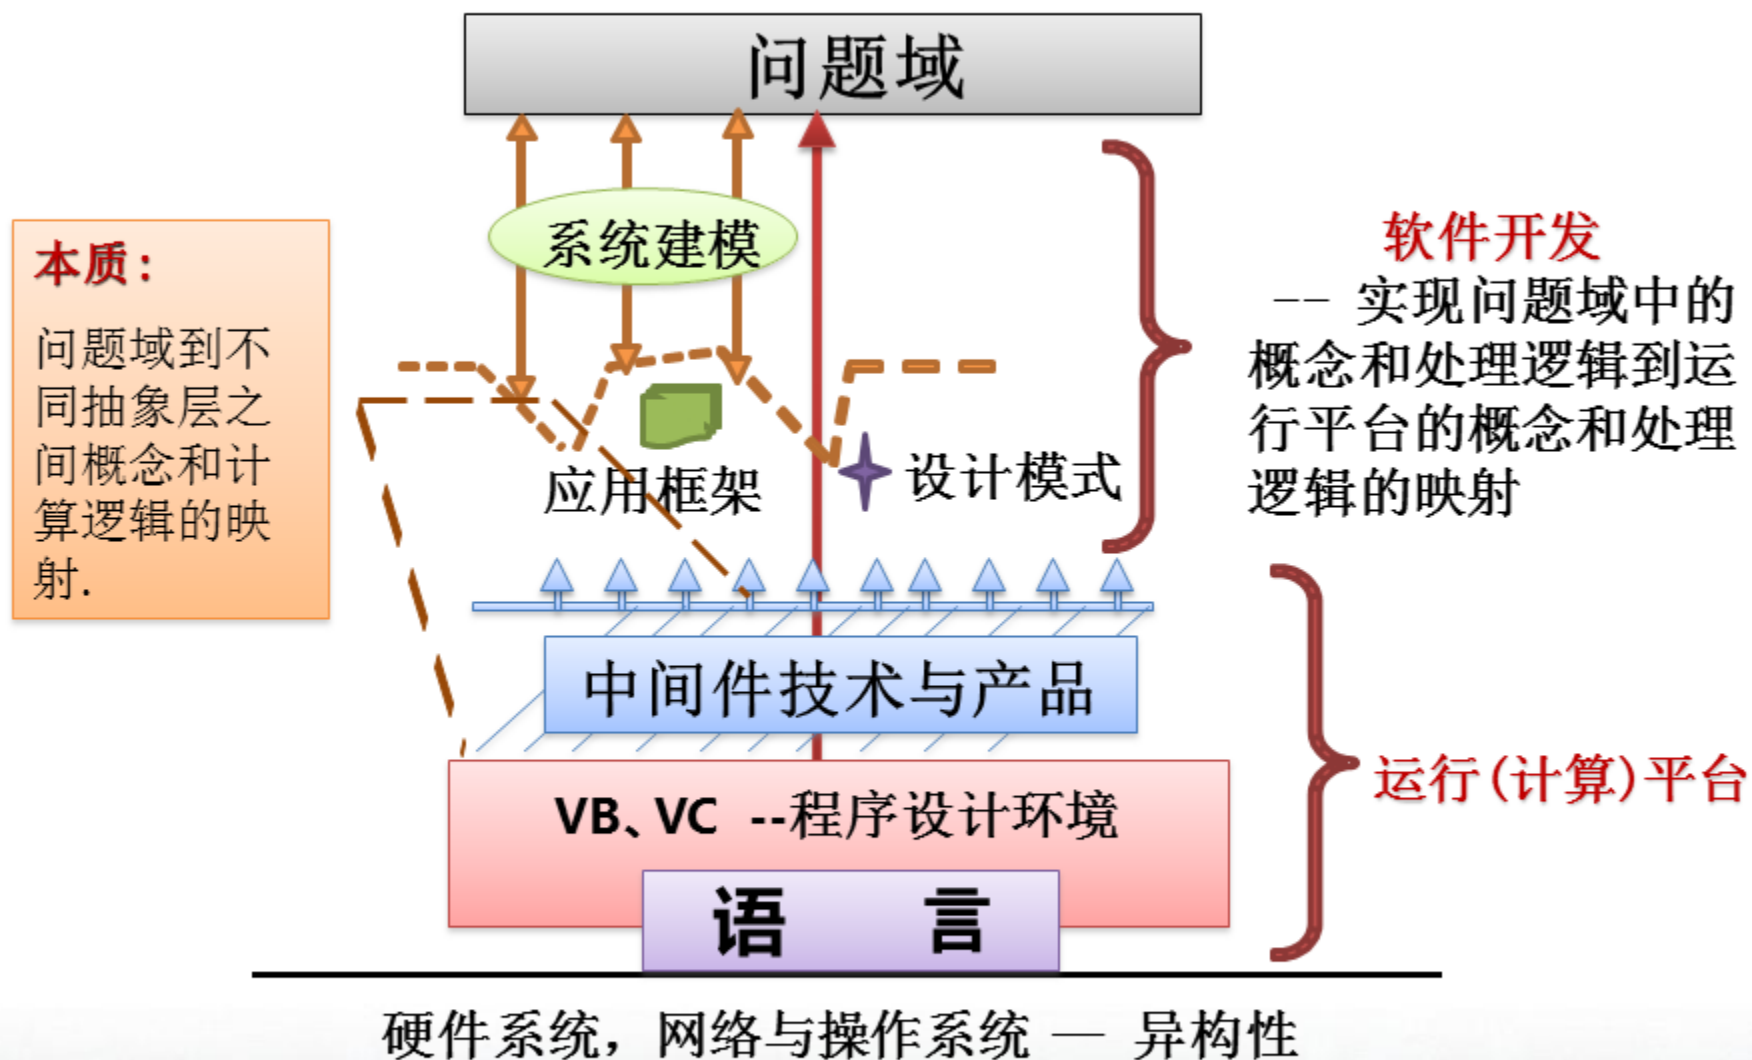 问题域
系统建模
本质：
问题域到不
同抽象层之
间概念和计
算逻辑的映
射.
软件开发
-- 实现问题域中的
概念和处理逻辑到运
行平台的概念和处理
逻辑的映射
应用框架
设计模式
中间件技术与产品
运行(计算)平台
VB、VC --程序设计环境
语 言
硬件系统，网络与操作系统 — 异构性